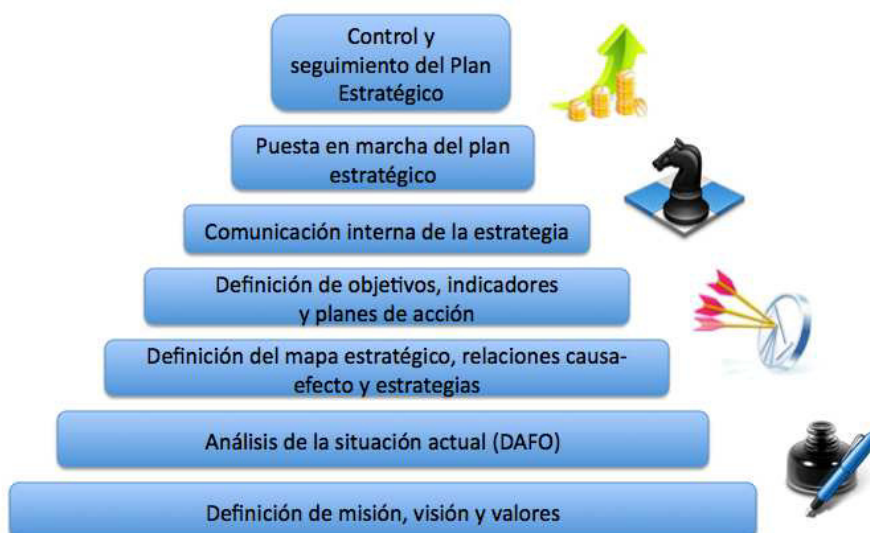 Control y
seguimiento del Plan
Estratégico
Puesta en marcha del plan
estratégico
Comunicación interna de la estrategia
Definición de objetivos, indicadores
y planes de acción
Definición del mapa estratégico, relaciones causa-
efecto y estrategias
Análisis de la situación actual (DAFO)
Definición de misión, visión y valores